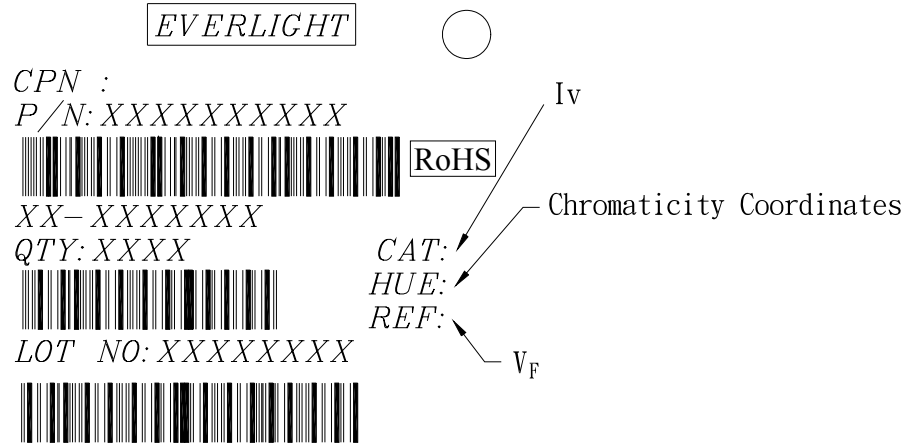 EVERLIGHT
CPN :
P/N: XXXXXXXXXX
RoHS
XX-XXXXXXX
QTY: XXXX
LOT NO: XXXXXXXX
CAT:
HUE:
REF:
Iv
Chromaticity Coordinates
VF